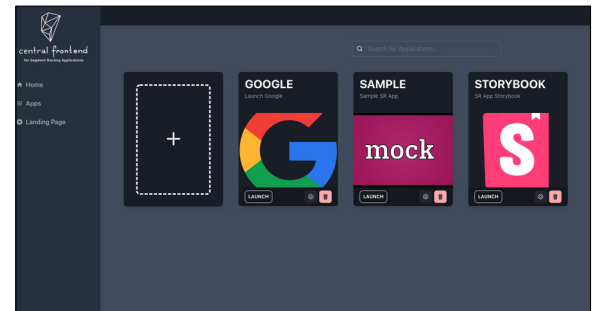 central frontend
for Segment Routing Applications
Home
Apps
Landing Page
Search for Applications...
GOOGLE
Launch Google
SAMPLE
Sample SR App
STORYBOOK
SR App Storybook
mock
S
LAUNCH
LAUNCH
LAUNCH